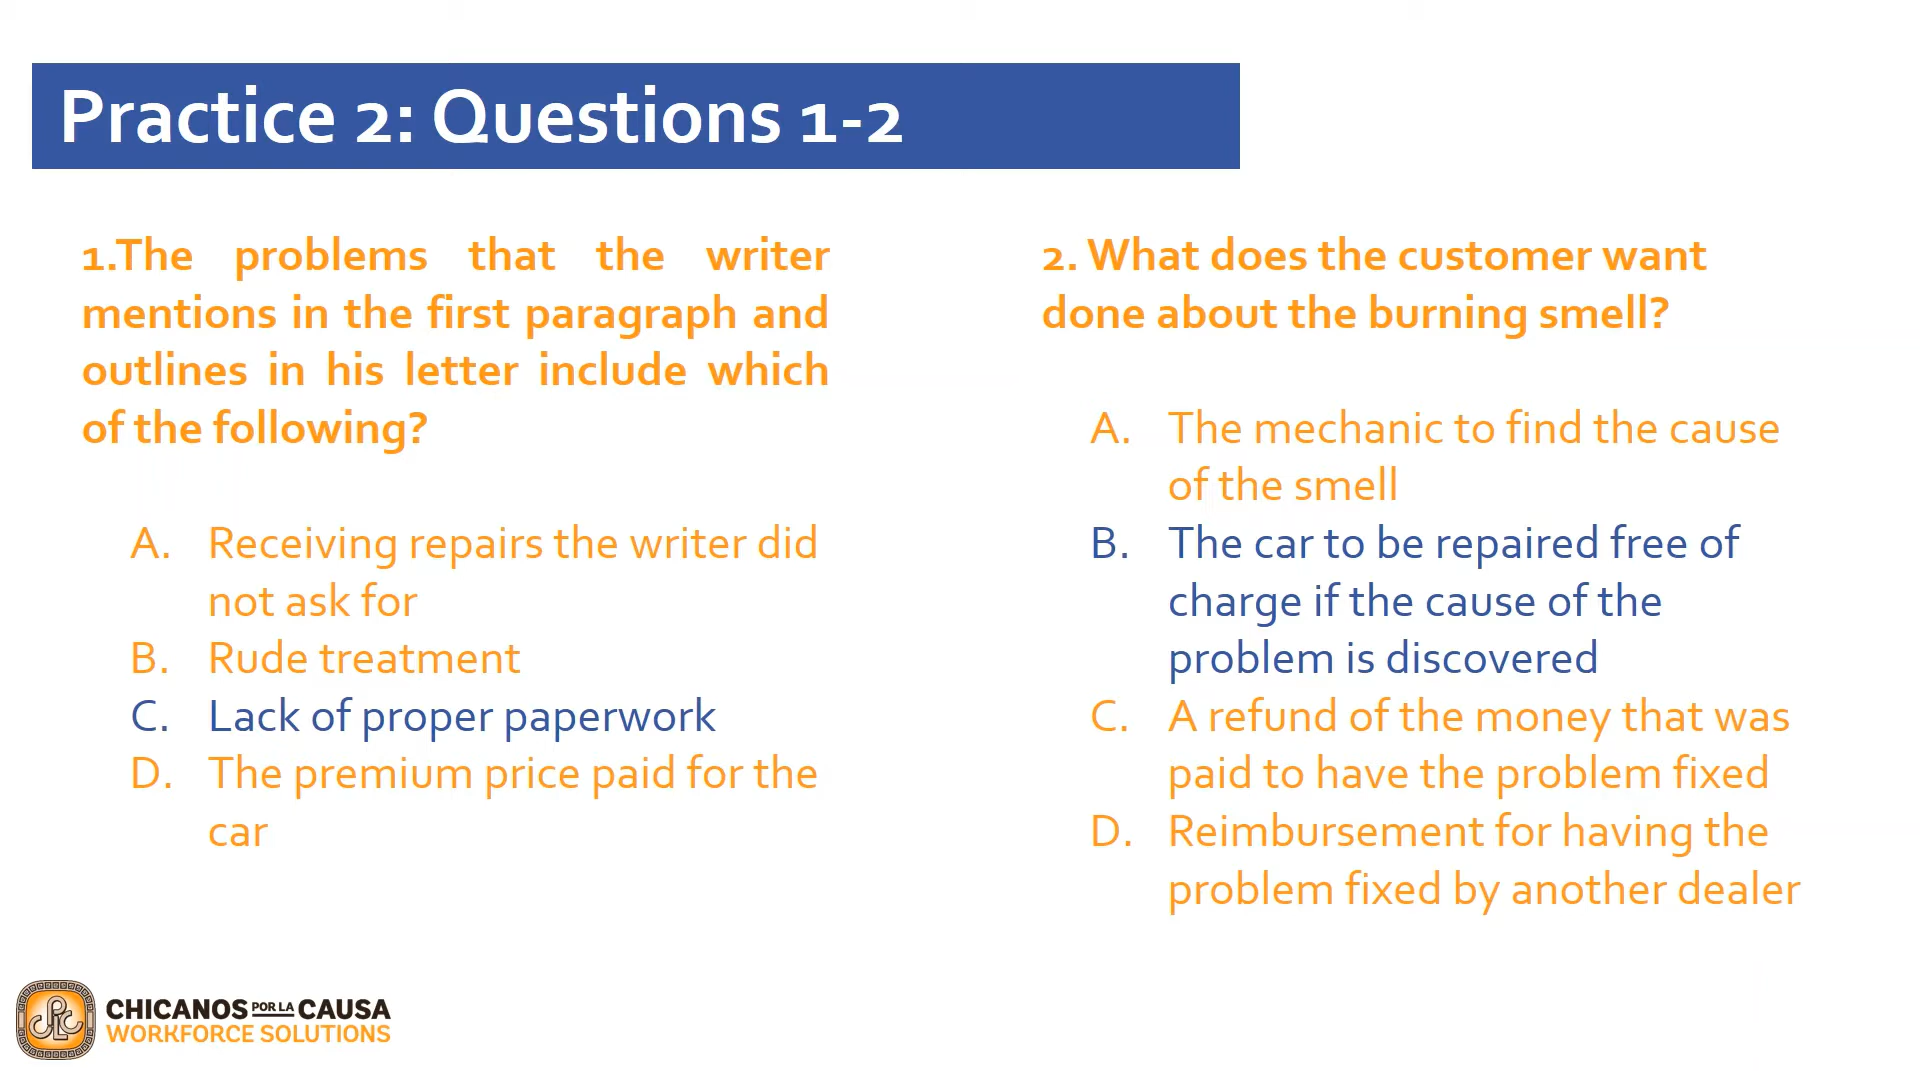 Practice 2: Questions 1-2
1.The problems that the writer
mentions in the first paragraph and
outlines in his letter include which
of the following?
A. Receiving repairs the writer did
not ask for
B. Rude treatment
C. Lack of proper paperwork
D. The premium price paid for the
car
2. What does the customer want
done about the burning smell?
A. The mechanic to find the cause
of the smell
B. The car to be repaired free of
charge if the cause of the
problem is discovered
C. A refund of the money that was
paid to have the problem fixed
D. Reimbursement for having the
problem fixed by another dealer
CPLC
CHICANOS POR LA CAUSA
WORKFORCE SOLUTIONS